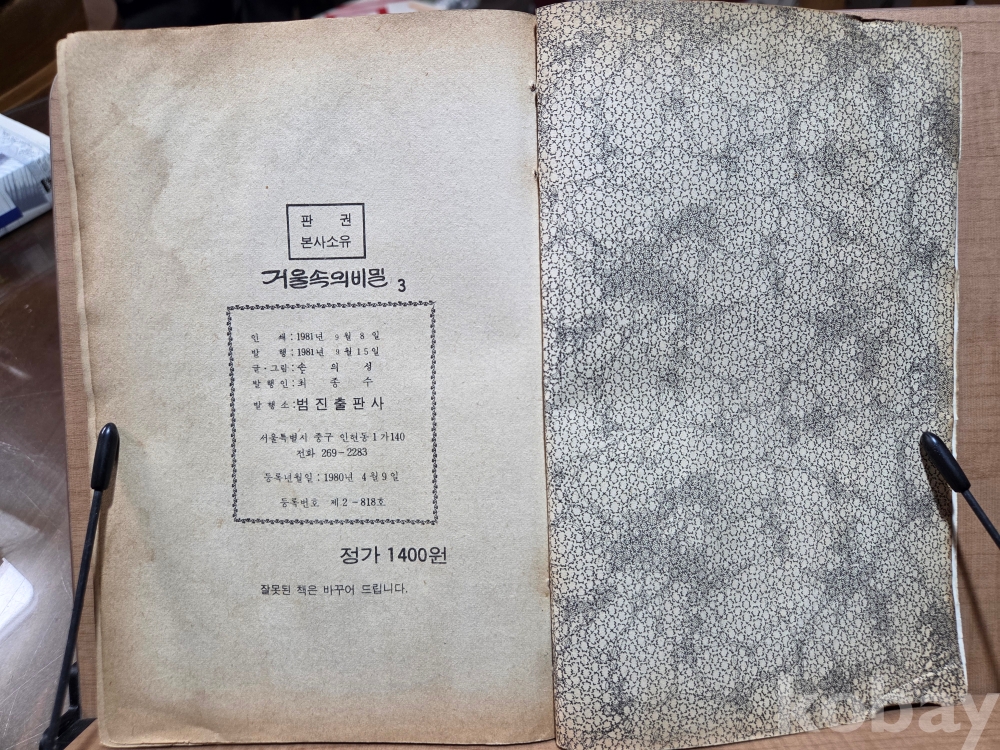 판 권
본사소유
거울속의비밀 3
인 쇄 : 1981년 9월 8일
발 행 : 1981년 9월 15일
글·그림 : 손 의 성
발행인 : 최 종 수
발행소 : 범진출판사
서울특별시 중구 인현동 1가 140
전화 269-2283
등록년월일 : 1980년 4월 9일
등록번호 제2-818호
정가 1400원
잘못된 책은 바꾸어 드립니다.
kobay